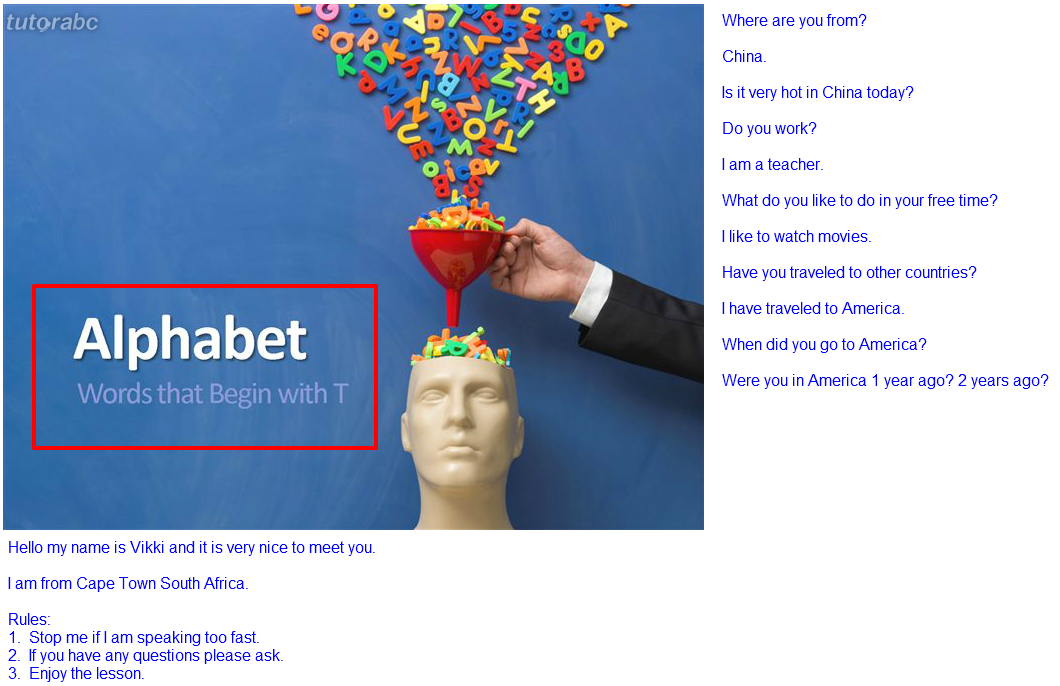 tutorabc
Alphabet
Words that Begin with T
Hello my name is Vikki and it is very nice to meet you.
I am from Cape Town South Africa.
Rules:
1. Stop me if I am speaking too fast.
2. If you have any questions please ask.
3. Enjoy the lesson.
Where are you from?
China.
Is it very hot in China today?
Do you work?
I am a teacher.
What do you like to do in your free time?
I like to watch movies.
Have you traveled to other countries?
I have traveled to America.
When did you go to America?
Were you in America 1 year ago? 2 years ago?